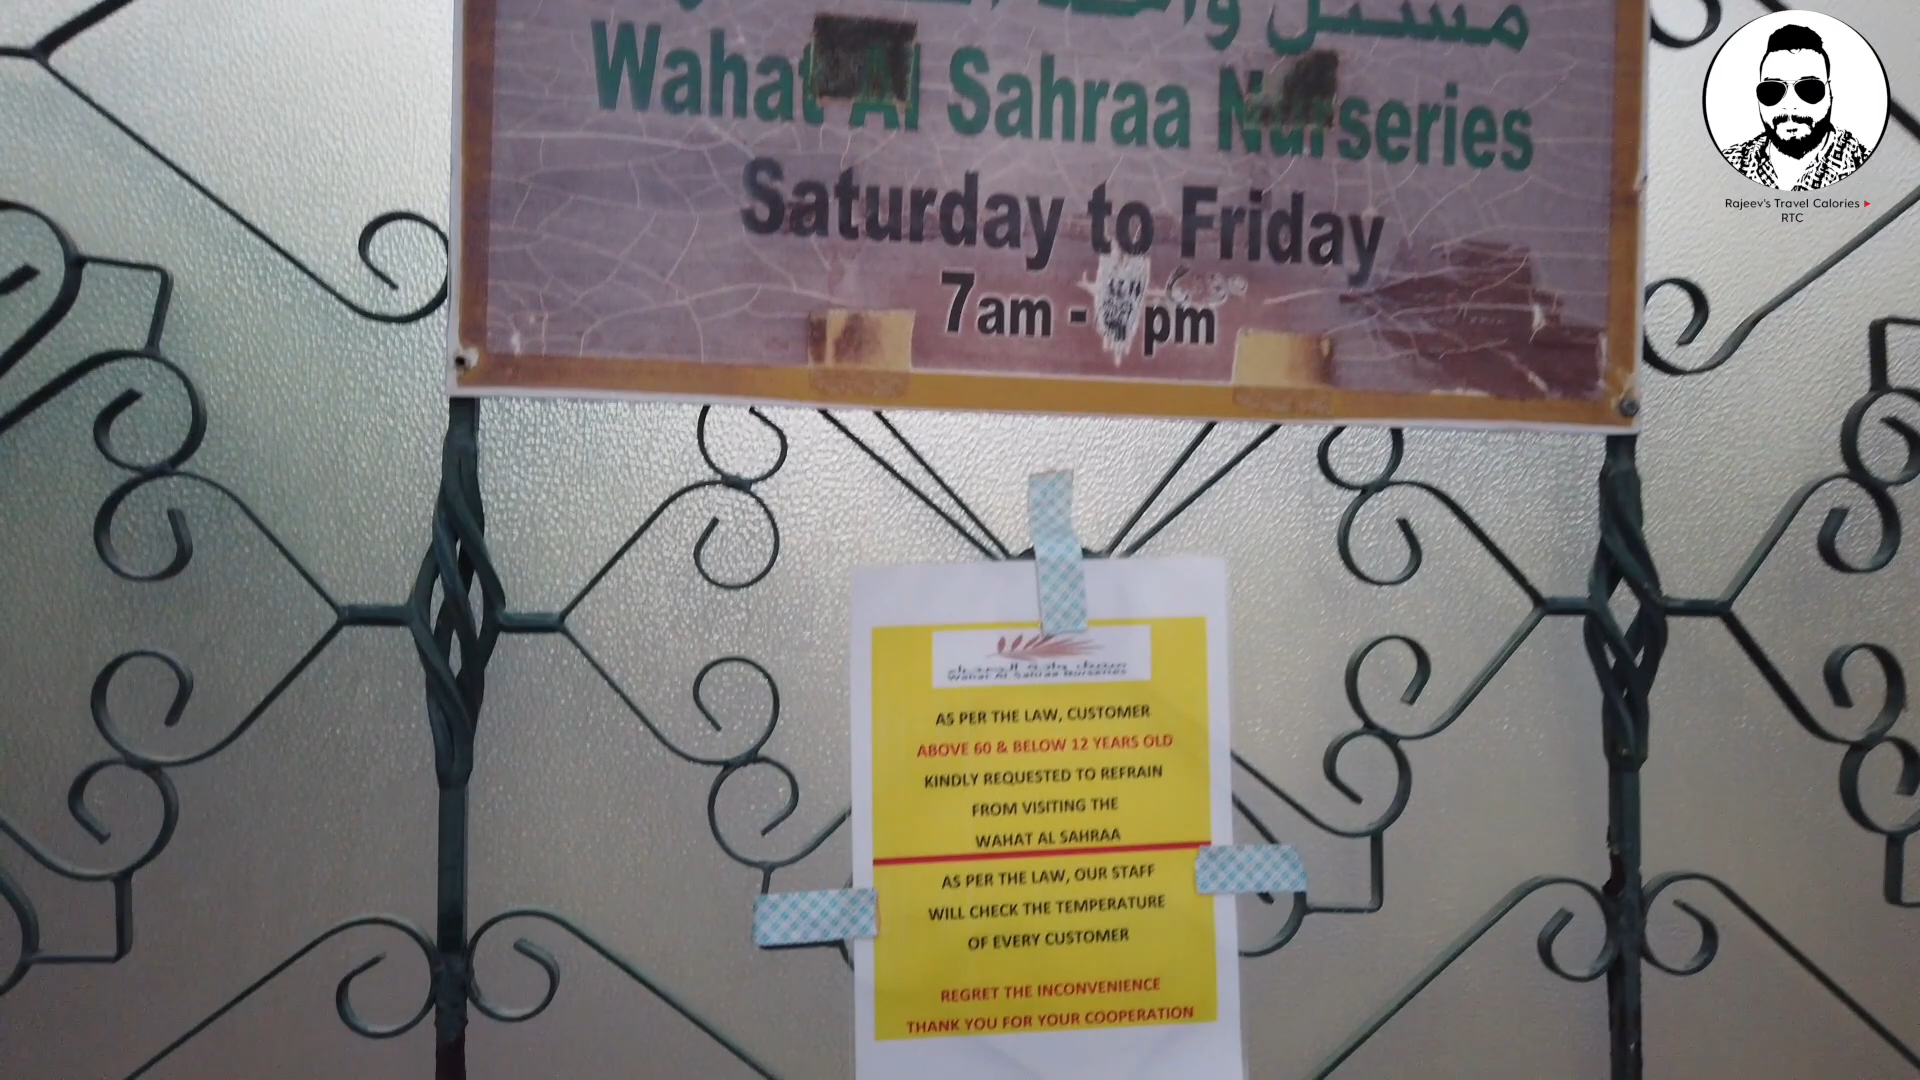 Wahat Al Sahraa Nurseries
Saturday to Friday
7am - pm
Rajeev's Travel Calories
RTC
مشتل واحة الصحراء
Wahat Al Sahraa Nurseries
AS PER THE LAW, CUSTOMER
ABOVE 60 & BELOW 12 YEARS OLD
KINDLY REQUESTED TO REFRAIN
FROM VISITING THE
WAHAT AL SAHRAA
AS PER THE LAW, OUR STAFF
WILL CHECK THE TEMPERATURE
OF EVERY CUSTOMER
REGRET THE INCONVENIENCE
THANK YOU FOR YOUR COOPERATION